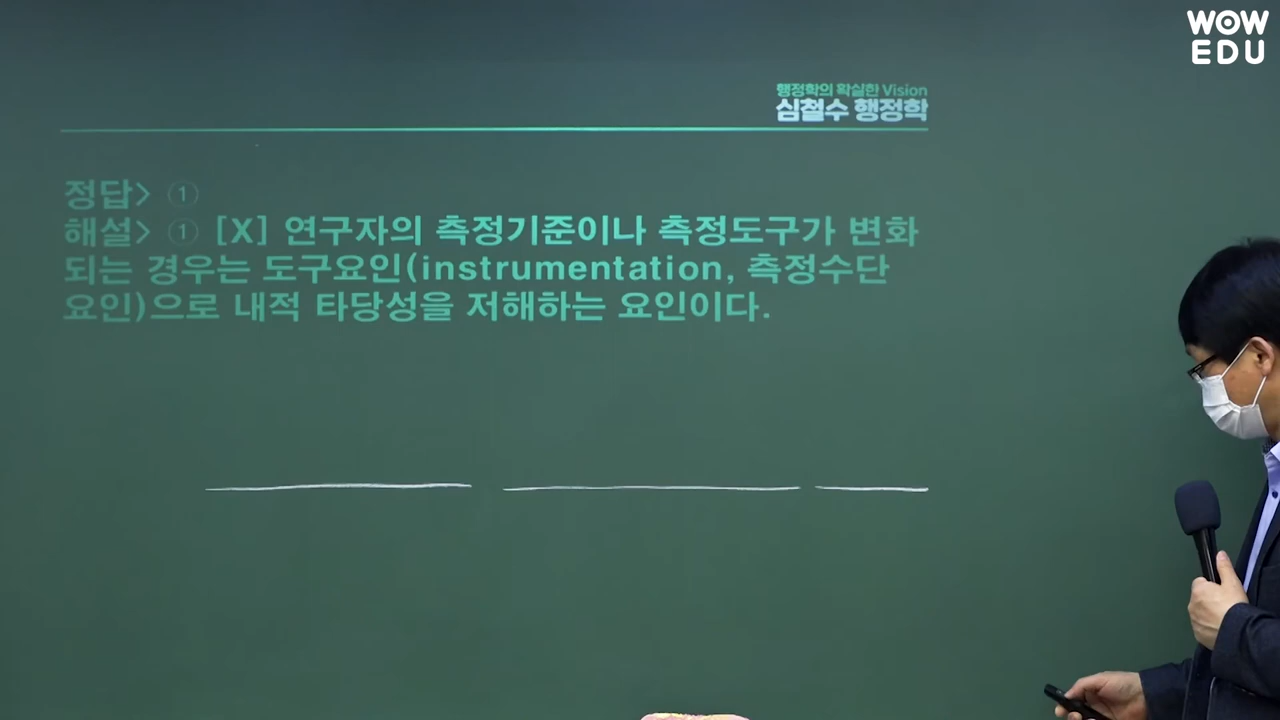 WOW
EDU
행정학의 확실한 Vision
심철수 행정학
정답> ①
해설> ① [X] 연구자의 측정기준이나 측정도구가 변화
되는 경우는 도구요인(instrumentation, 측정수단
요인)으로 내적 타당성을 저해하는 요인이다.